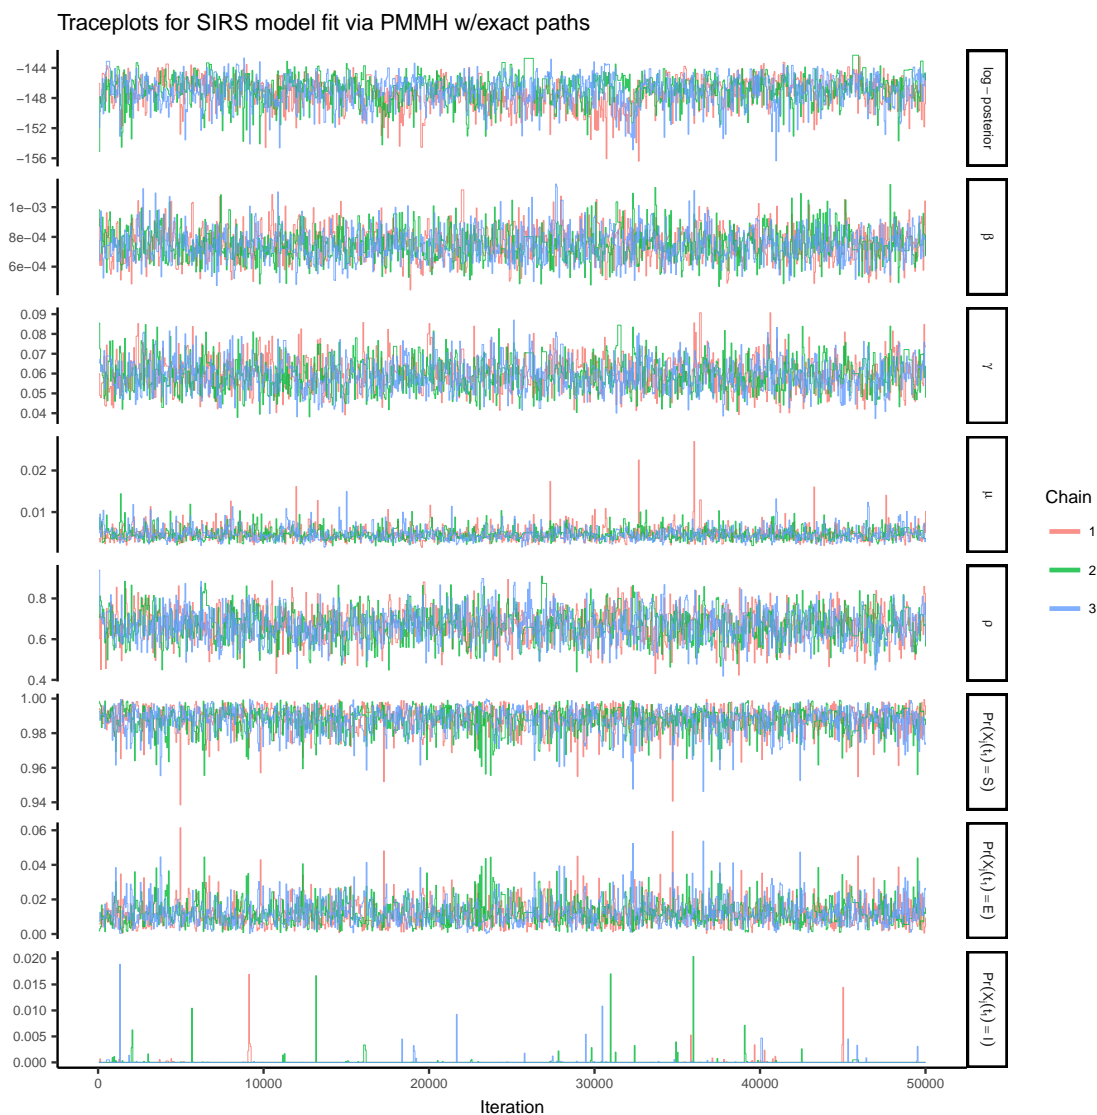 Traceplots for SIRS model fit via PMMH w/exact paths
−144
−148
−152
−156
log − posterior
1e−03
8e−04
6e−04
β
0.09
0.08
0.07
0.06
0.05
0.04
γ
0.02
0.01
μ
0.8
0.6
0.4
ρ
1.00
0.98
0.96
0.94
Pr(Xj(t1) = S)
0.06
0.04
0.02
0.00
Pr(Xj(t1) = E)
0.020
0.015
0.010
0.005
0.000
Pr(Xj(t1) = I)
0
10000
20000
30000
40000
50000
Iteration
Chain
1
2
3